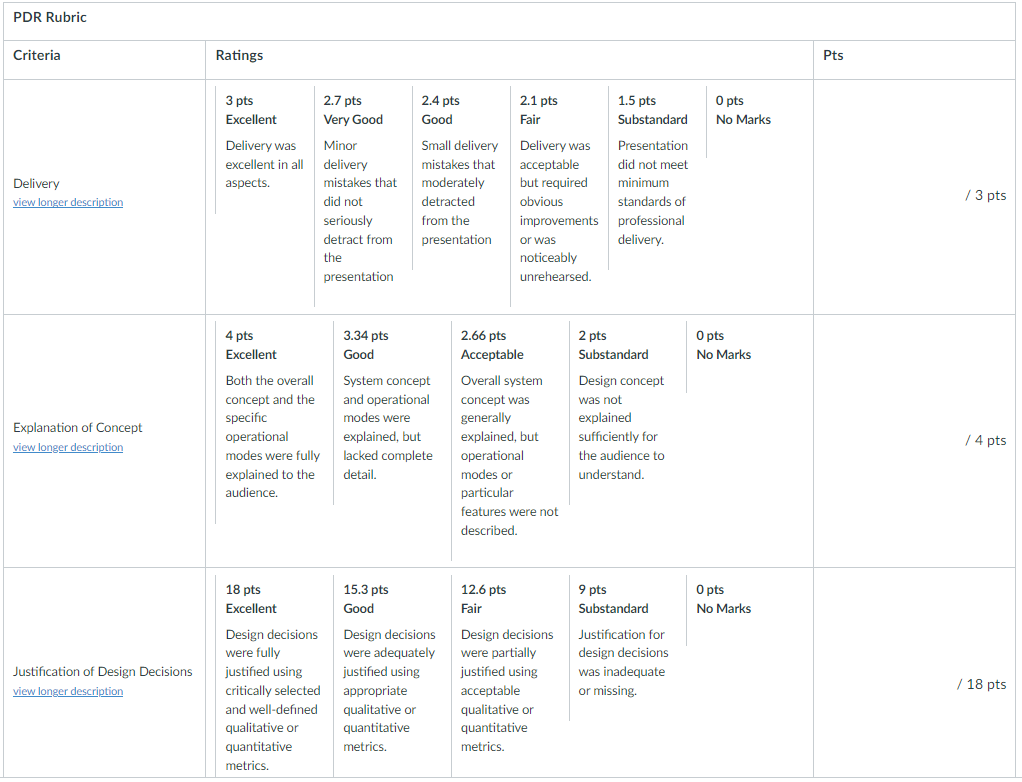 PDR Rubric
Criteria
Ratings
Pts
Delivery
view longer description
3 pts
Excellent
Delivery was
excellent in all
aspects.
2.7 pts
Very Good
Minor
delivery
mistakes that
did not
seriously
detract from
the
presentation
2.4 pts
Good
Small delivery
mistakes that
moderately
detracted
from the
presentation
2.1 pts
Fair
Delivery was
acceptable
but required
obvious
improvements
or was
noticeably
unrehearsed.
1.5 pts
Substandard
Presentation
did not meet
minimum
standards of
professional
delivery.
0 pts
No Marks
/ 3 pts
Explanation of Concept
view longer description
4 pts
Excellent
Both the overall
concept and the
specific
operational
modes were fully
explained to the
audience.
3.34 pts
Good
System concept
and operational
modes were
explained, but
lacked complete
detail.
2.66 pts
Acceptable
Overall system
concept was
generally
explained, but
operational
modes or
particular
features were not
described.
2 pts
Substandard
Design concept
was not
explained
sufficiently for
the audience to
understand.
0 pts
No Marks
/ 4 pts
Justification of Design Decisions
view longer description
18 pts
Excellent
Design decisions
were fully
justified using
critically selected
and well-defined
qualitative or
quantitative
metrics.
15.3 pts
Good
Design decisions
were adequately
justified using
appropriate
qualitative or
quantitative
metrics.
12.6 pts
Fair
Design decisions
were partially
justified using
acceptable
qualitative or
quantitative
metrics.
9 pts
Substandard
Justification for
design decisions
was inadequate
or missing.
0 pts
No Marks
/ 18 pts